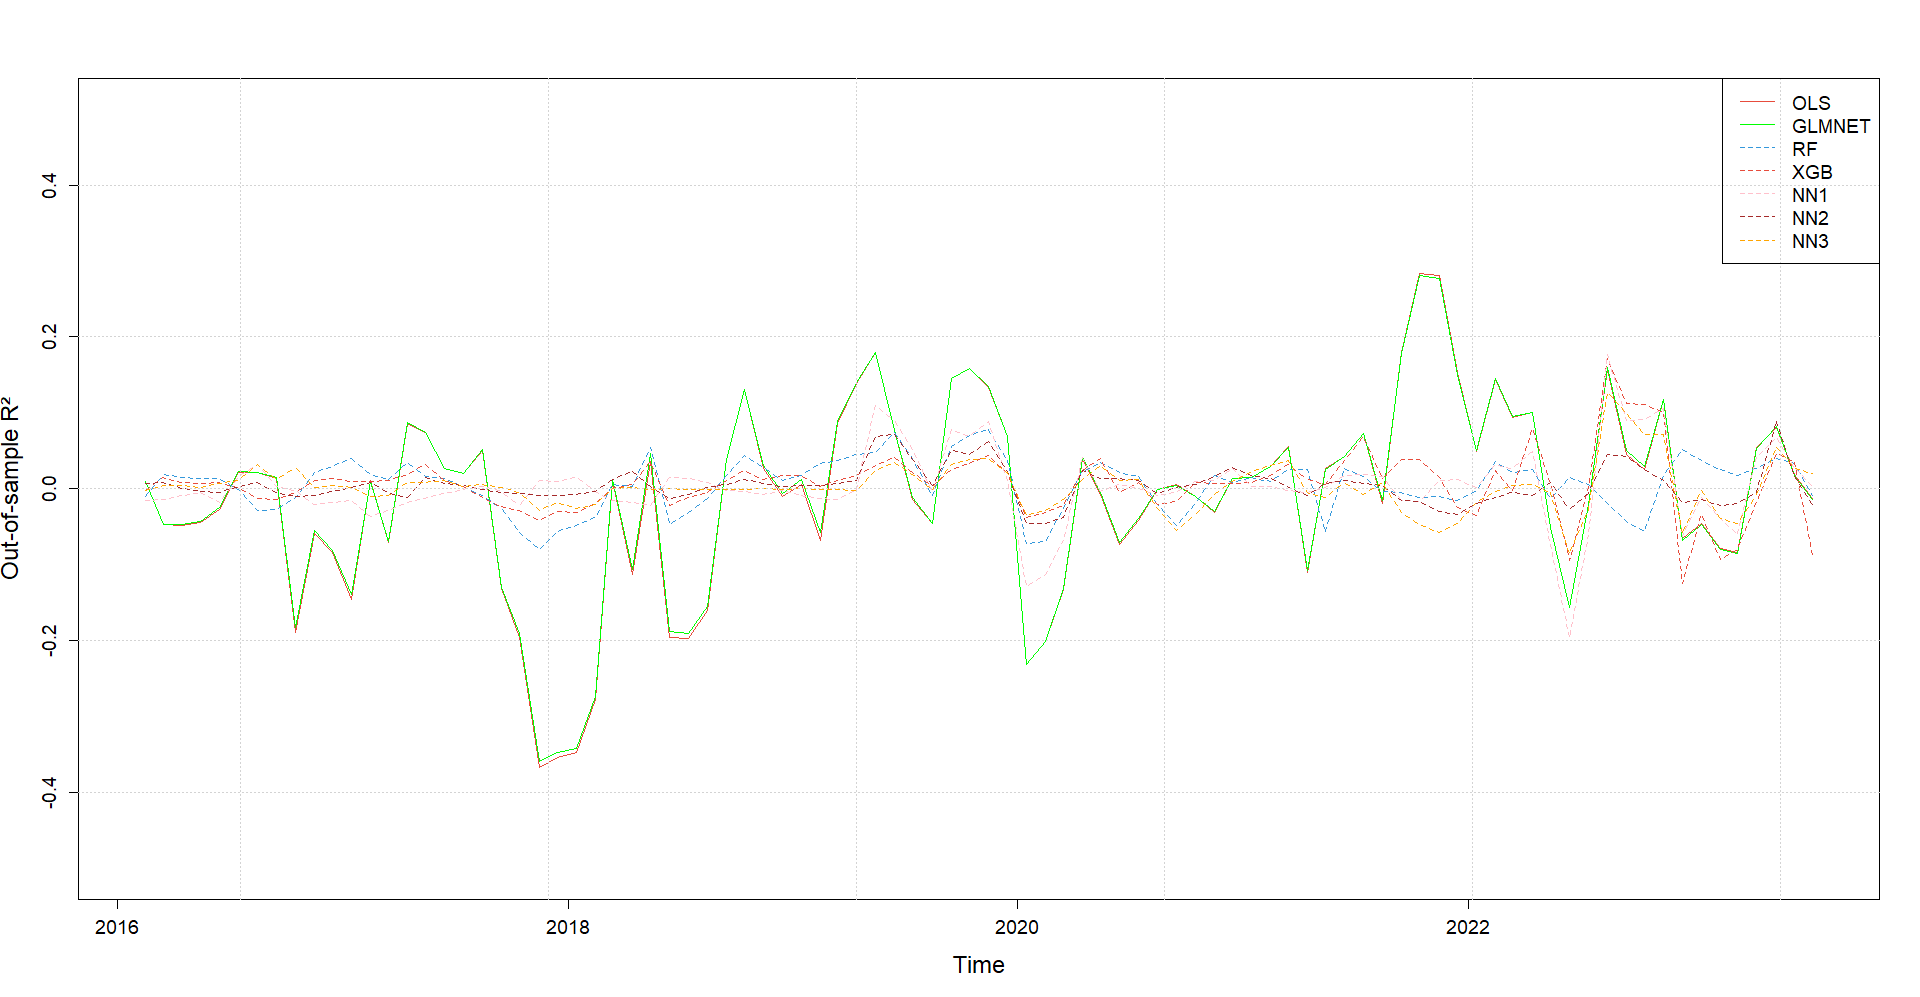 Out-of-sample R²
0.4
0.2
0.0
-0.2
-0.4
OLS
GLMNET
RF
XGB
NN1
NN2
NN3
2016
2018
2020
2022
Time